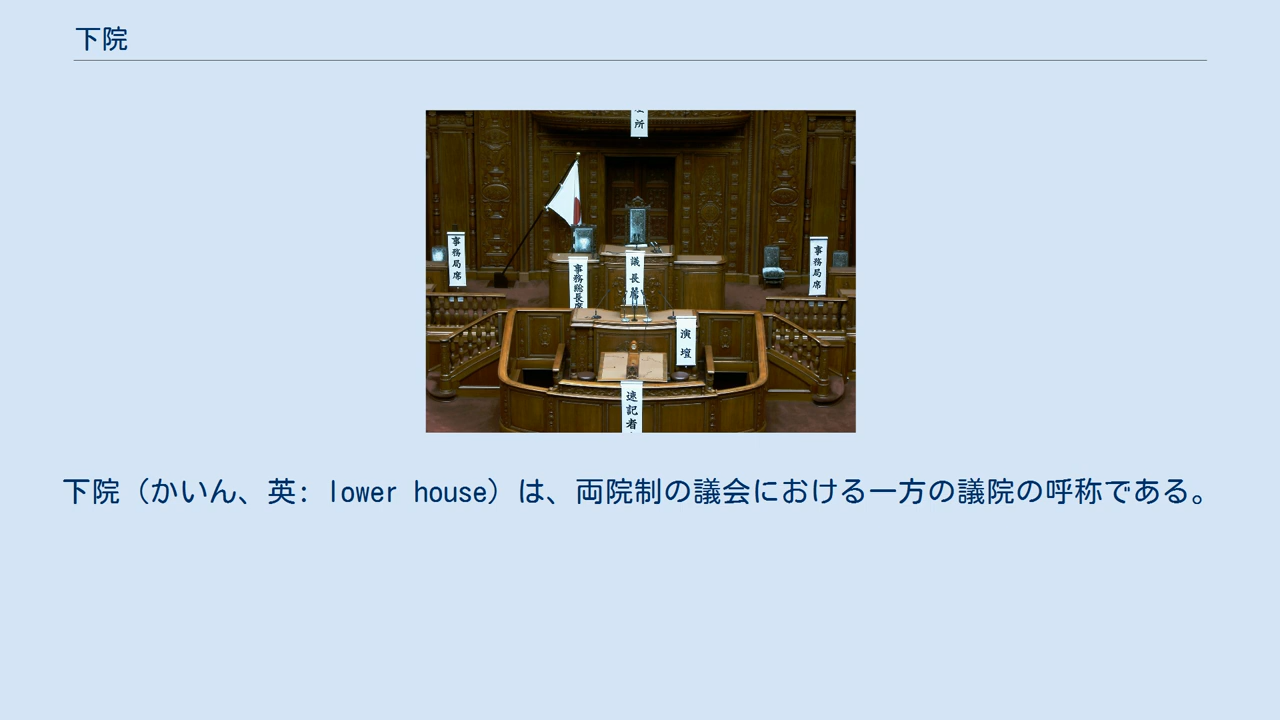 下院
所
事務局席
事務総長席
議長席
事務局席
演壇
速記者
下院（かいん、英: lower house）は、両院制の議会における一方の議院の呼称である。